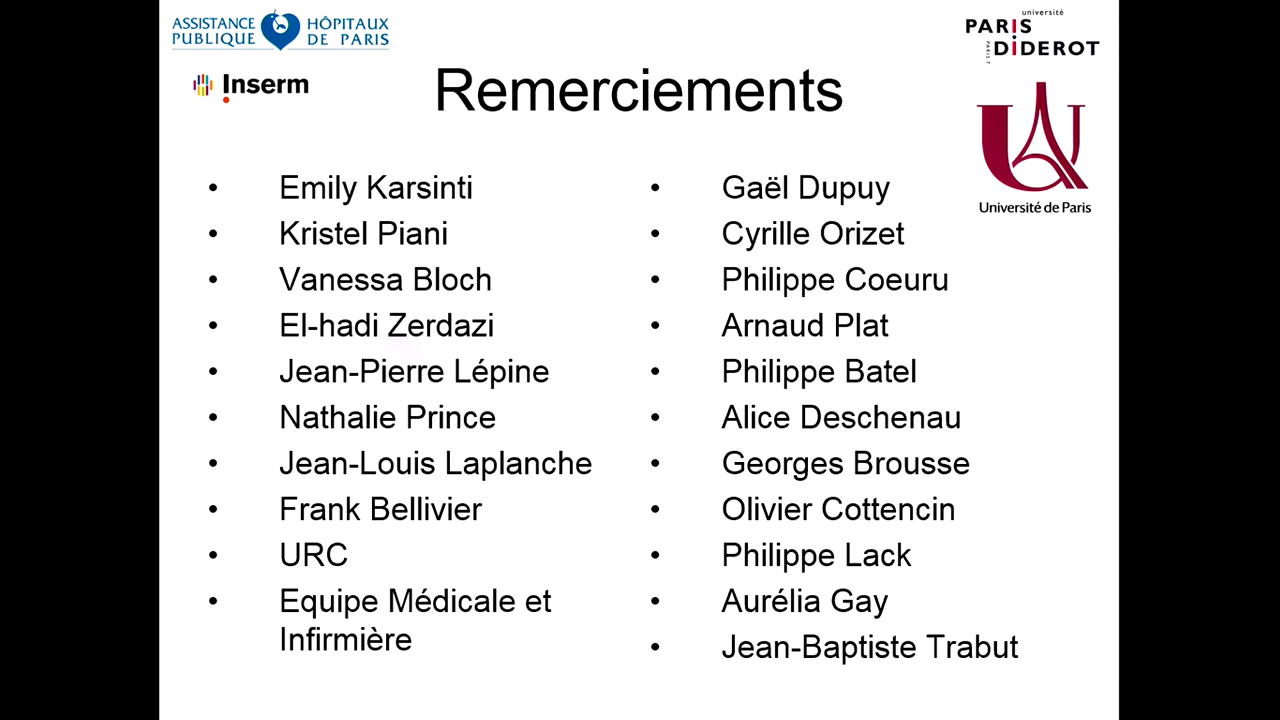 ASSISTANCE PUBLIQUE HÔPITAUX DE PARIS
Inserm
université
PARIS
DIDEROT
PARIS 7
Université de Paris
Remerciements
• Emily Karsinti
• Kristel Piani
• Vanessa Bloch
• El-hadi Zerdazi
• Jean-Pierre Lépine
• Nathalie Prince
• Jean-Louis Laplanche
• Frank Bellivier
• URC
• Equipe Médicale et
Infirmière
• Gaël Dupuy
• Cyrille Orizet
• Philippe Coeuru
• Arnaud Plat
• Philippe Batel
• Alice Deschenau
• Georges Brousse
• Olivier Cottencin
• Philippe Lack
• Aurélia Gay
• Jean-Baptiste Trabut